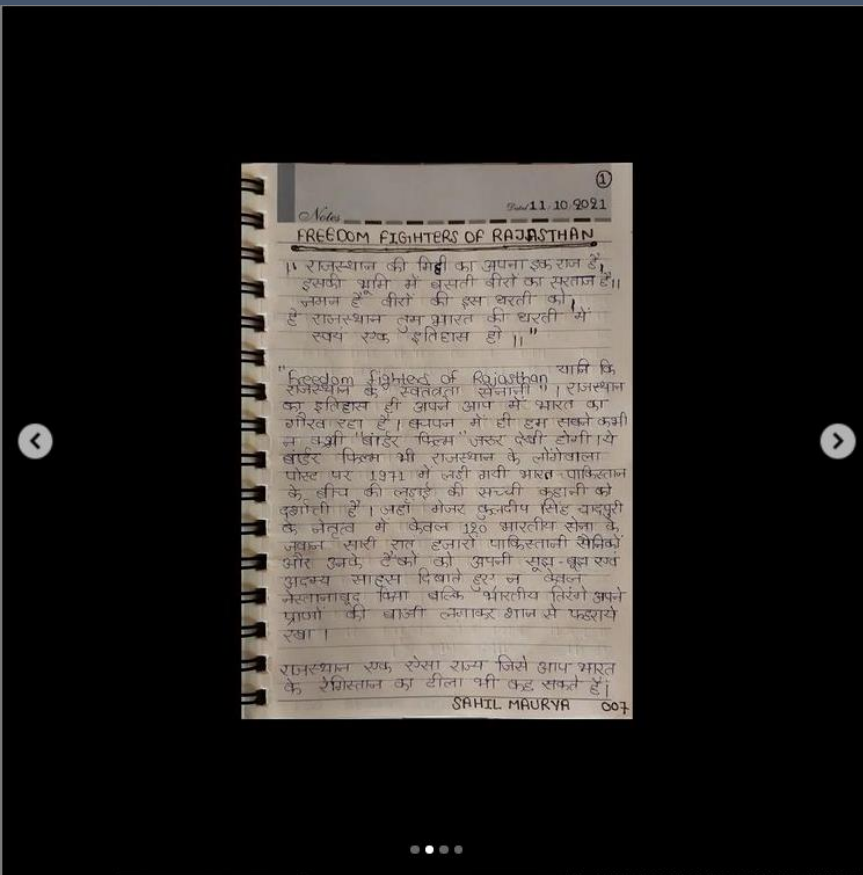 1
Notes
Date 11.10.2021
FREEDOM FIGHTERS OF RAJASTHAN
" राजस्थान की मिट्टी का अपना इक राज है,
इसकी भूमि में बसती वीरों का सरताज है।।
नमन है वीरों की इस धरती को,
है राजस्थान तुम भारत की धरती में
स्वयं एक इतिहास हो ।। "
" Freedom fighters of Rajasthan यानि कि
राजस्थान के स्वतंत्रता सेनानी " । राजस्थान
का इतिहास ही अपने आप में भारत का
गौरव रहा है । बचपन में ही हम सबने कभी
न कभी "बॉर्डर फिल्म" जरुर देखी होगी । ये
बॉर्डर फिल्म भी राजस्थान के लोंगेवाला
पोस्ट पर 1971 में लड़ी गयी भारत-पाकिस्तान
के बीच की लड़ाई की सच्ची कहानी को
दर्शाती है । जहाँ मेजर कुलदीप सिंह चांदपुरी
के नेतृत्व में केवल 120 भारतीय सेना के
जवान सारी रात हजारों पाकिस्तानी सैनिकों
और उनके टैंकों को अपनी सूझ-बूझ एवं
अदम्य साहस दिखाते हुए न केवल
नेस्तानाबूद किया बल्कि भारतीय तिरंगे अपने
प्राणों की बाजी लगाकर शान से फहराये
रखा ।
राजस्थान एक ऐसा राज्य जिसे आप भारत
के रेगिस्तान का टीला भी कह सकते हैं।
SAHIL MAURYA 007